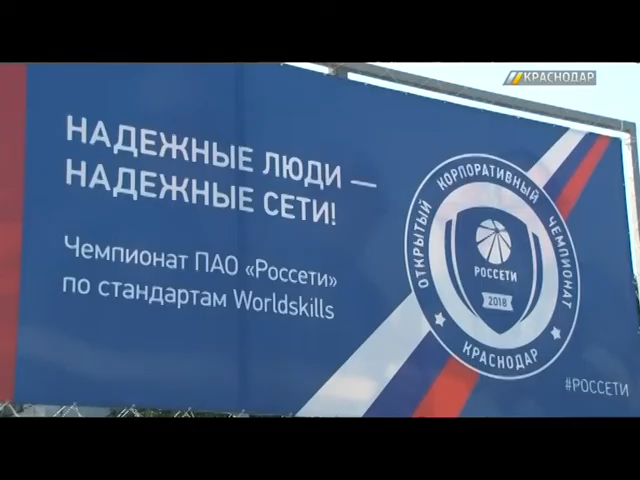 КРАСНОДАР
НАДЕЖНЫЕ ЛЮДИ —
НАДЕЖНЫЕ СЕТИ!
Чемпионат ПАО «Россети»
по стандартам Worldskills
ОТКРЫТЫЙ КОРПОРАТИВНЫЙ ЧЕМПИОНАТ
РОССЕТИ
2018
КРАСНОДАР
#РОССЕТИ